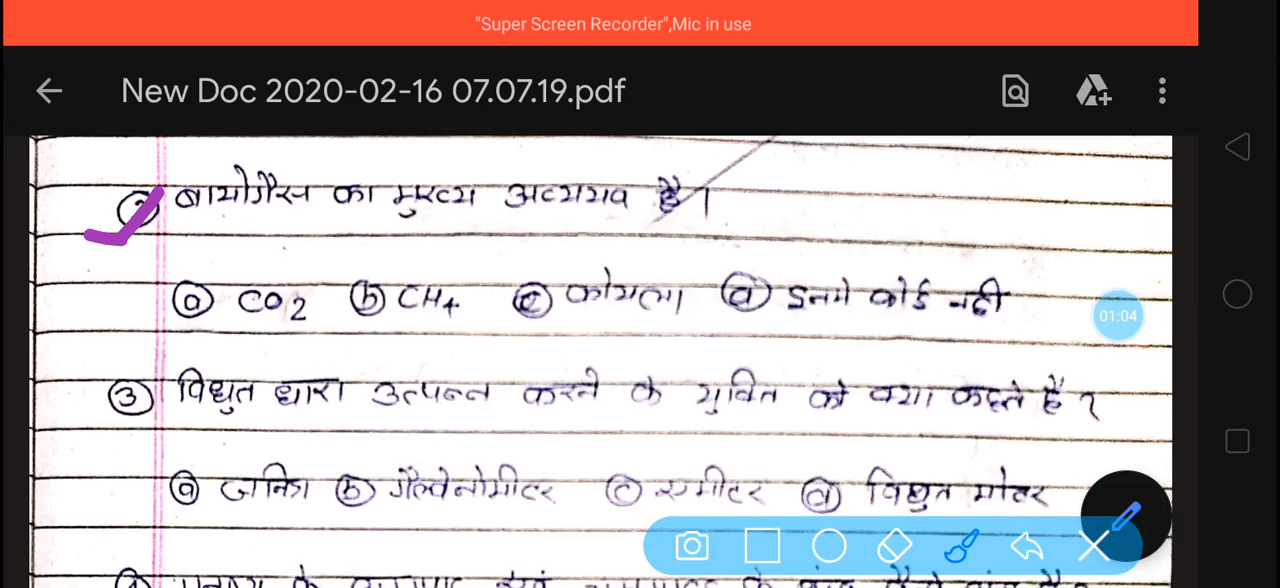 "Super Screen Recorder",Mic in use
New Doc 2020-02-16 07.07.19.pdf
बायोगैस का मुख्य अवयव है ।
ⓐ CO2 ⓑ CH4 ⓒ कोयला ⓓ इनमे कोई नही
01:04
③ विधुत धारा उत्पन्न करने के युक्ति को क्या कहते हैं ?
ⓐ जनित्र ⓑ गैल्वेनोमीटर ⓒ एमीटर ⓓ विधुत मोटर